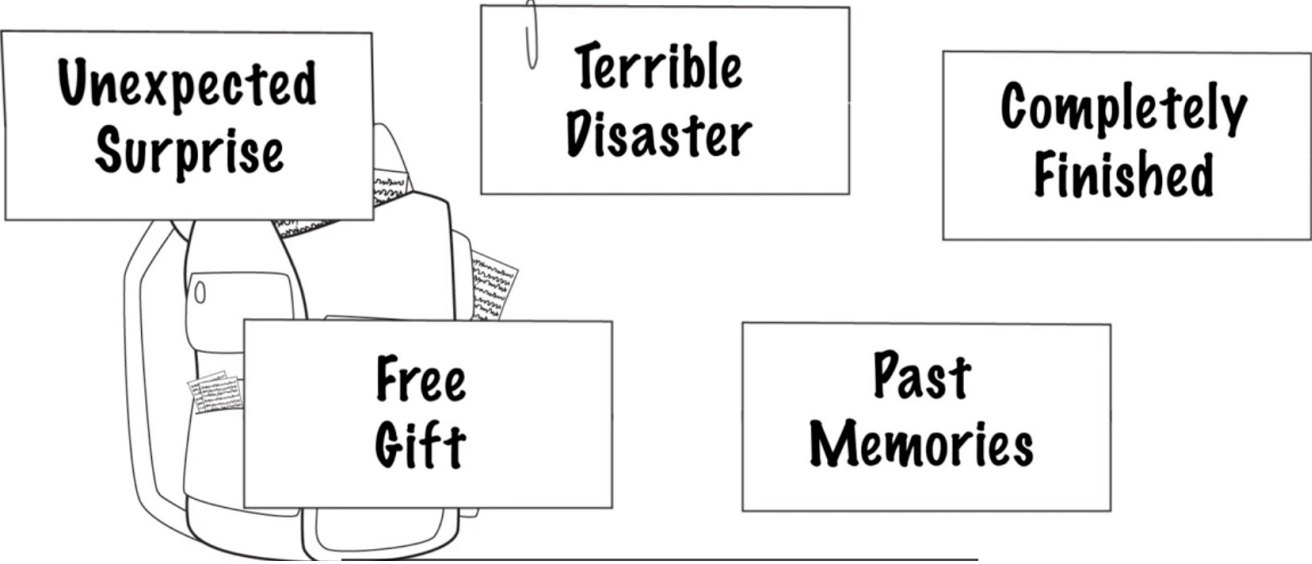 Unexpected
Surprise
Terrible
Disaster
Completely
Finished
Free
Gift
Past
Memories